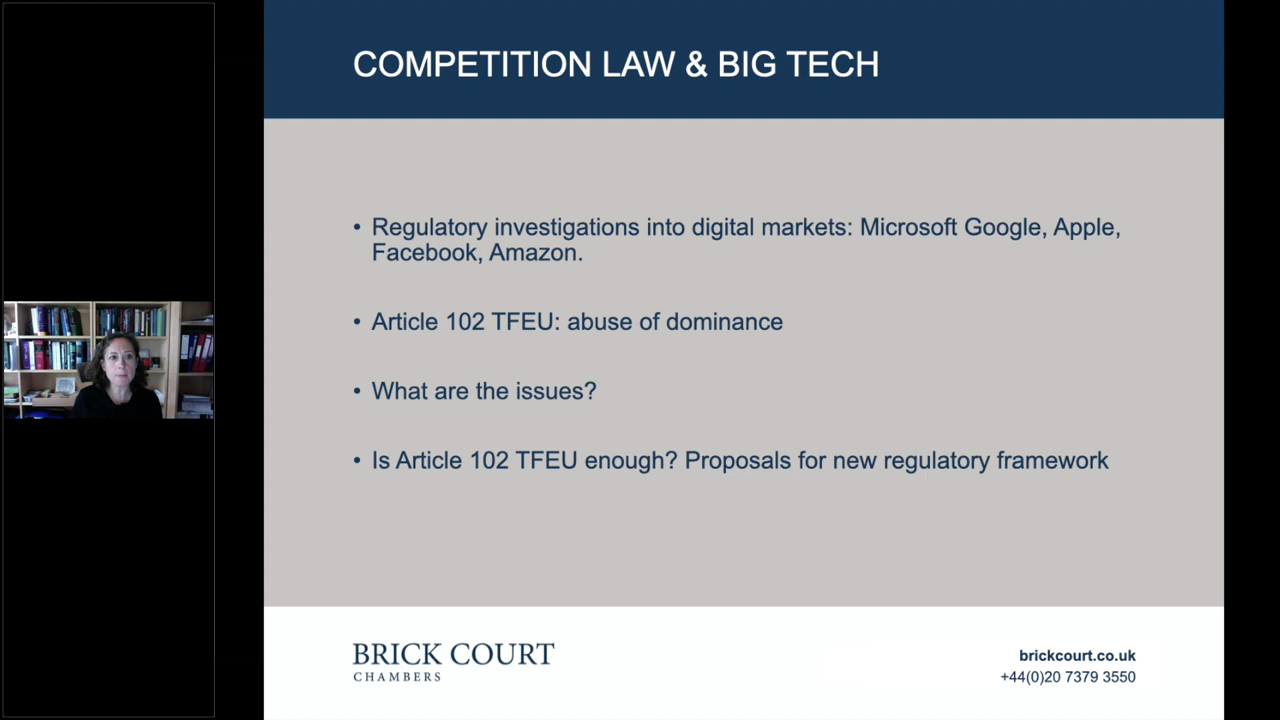 COMPETITION LAW & BIG TECH
• Regulatory investigations into digital markets: Microsoft Google, Apple,
Facebook, Amazon.
• Article 102 TFEU: abuse of dominance
• What are the issues?
• Is Article 102 TFEU enough? Proposals for new regulatory framework
BRICK COURT
CHAMBERS
brickcourt.co.uk
+44(0)20 7379 3550